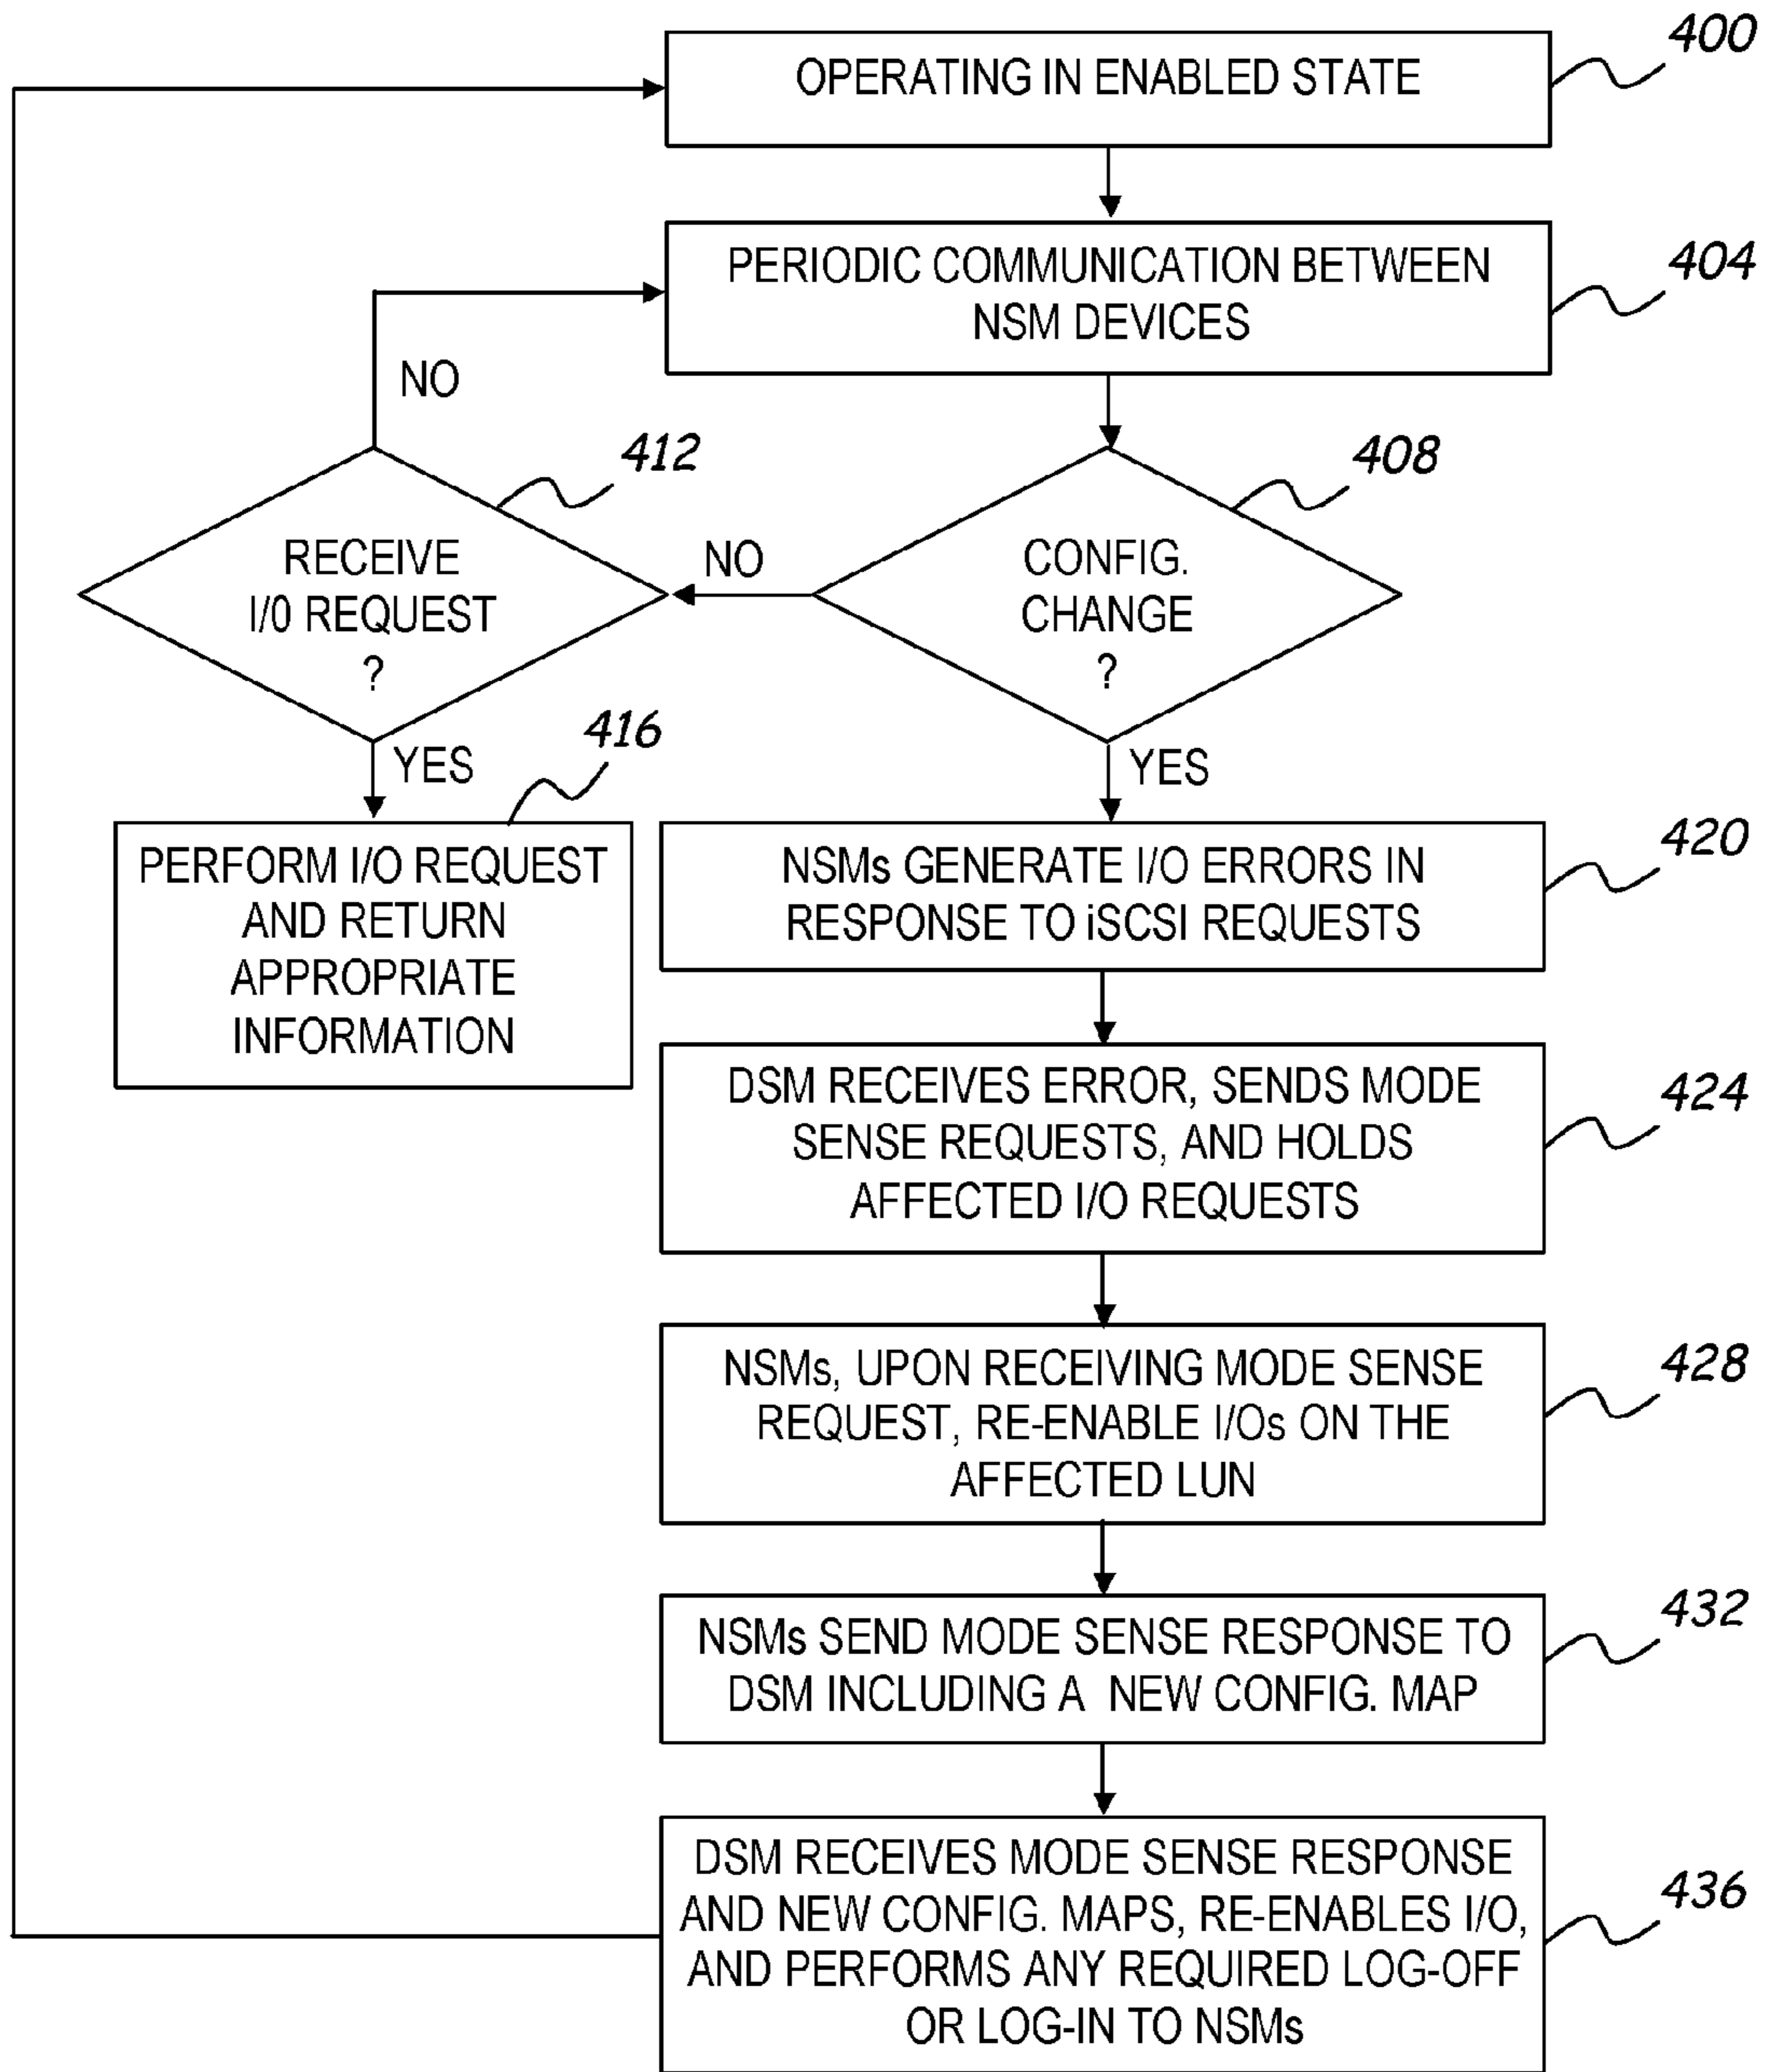 400
OPERATING IN ENABLED STATE
404
PERIODIC COMMUNICATION BETWEEN
NSM DEVICES
NO
412
408
RECEIVE
I/0 REQUEST
?
NO
CONFIG.
CHANGE
?
YES
416
YES
PERFORM I/O REQUEST
AND RETURN
APPROPRIATE
INFORMATION
420
NSMs GENERATE I/O ERRORS IN
RESPONSE TO iSCSI REQUESTS
424
DSM RECEIVES ERROR, SENDS MODE
SENSE REQUESTS, AND HOLDS
AFFECTED I/O REQUESTS
428
NSMs, UPON RECEIVING MODE SENSE
REQUEST, RE-ENABLE I/Os ON THE
AFFECTED LUN
432
NSMs SEND MODE SENSE RESPONSE TO
DSM INCLUDING A NEW CONFIG. MAP
436
DSM RECEIVES MODE SENSE RESPONSE
AND NEW CONFIG. MAPS, RE-ENABLES I/O,
AND PERFORMS ANY REQUIRED LOG-OFF
OR LOG-IN TO NSMs